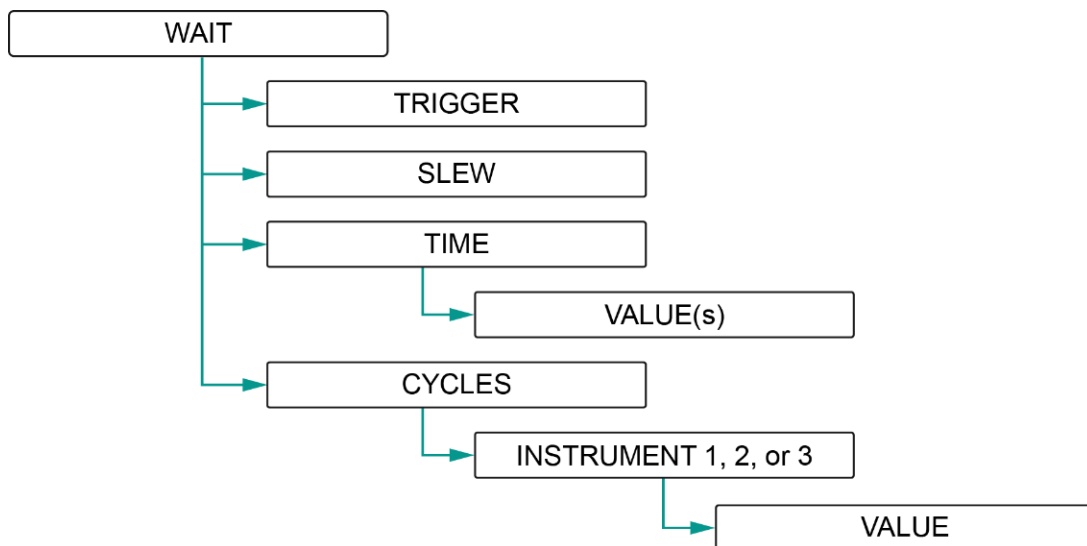 WAIT
TRIGGER
SLEW
TIME
VALUE(s)
CYCLES
INSTRUMENT 1, 2, or 3
VALUE